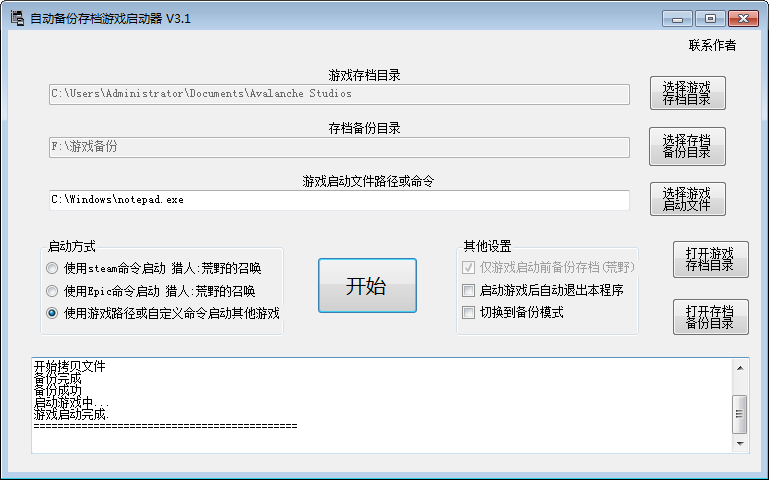 自动备份存档游戏启动器 V3.1
联系作者
游戏存档目录
C:\Users\Administrator\Documents\Avalanche Studios
选择游戏
存档目录
存档备份目录
F:\游戏备份
选择存档
备份目录
游戏启动文件路径或命令
C:\Windows\notepad.exe
选择游戏
启动文件
启动方式
使用steam命令启动 猎人:荒野的召唤
使用Epic命令启动 猎人:荒野的召唤
使用游戏路径或自定义命令启动其他游戏
开始
其他设置
仅游戏启动前备份存档(荒野)
启动游戏后自动退出本程序
切换到备份模式
打开游戏
存档目录
打开存档
备份目录
开始拷贝文件
备份完成
备份成功
启动游戏中...
游戏启动完成.
============================================